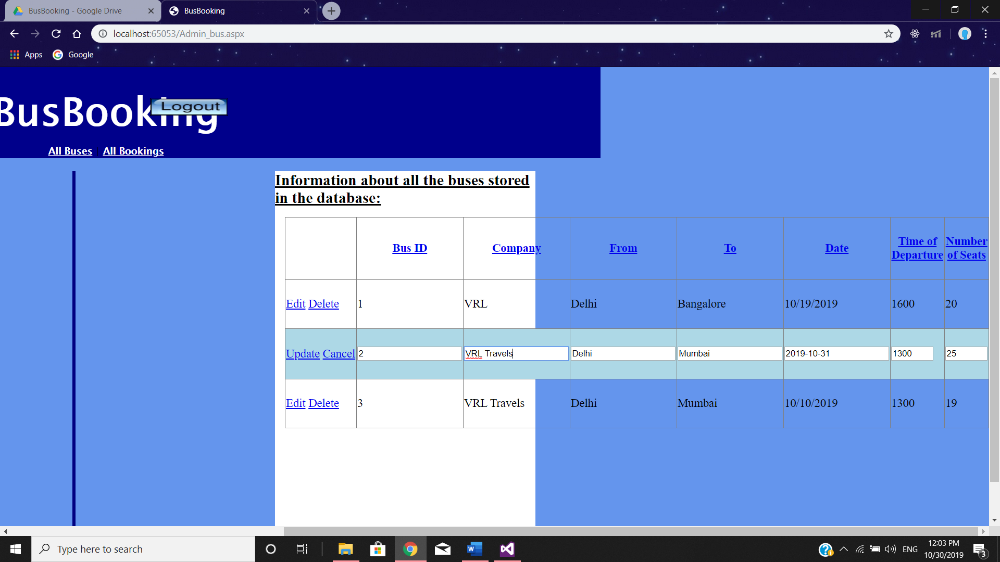 BusBooking - Google Drive
BusBooking
localhost:65053/Admin_bus.aspx
Apps
Google
BusBooking
Logout
All Buses
All Bookings
Information about all the buses stored
in the database:
Bus ID Company From To Date Time of Departure Number of Seats
Edit Delete 1 VRL Delhi Bangalore 10/19/2019 1600 20
Update Cancel 2 VRL Travels Delhi Mumbai 2019-10-31 1300 25
Edit Delete 3 VRL Travels Delhi Mumbai 10/10/2019 1300 19
Type here to search
ENG
12:03 PM
10/30/2019
3